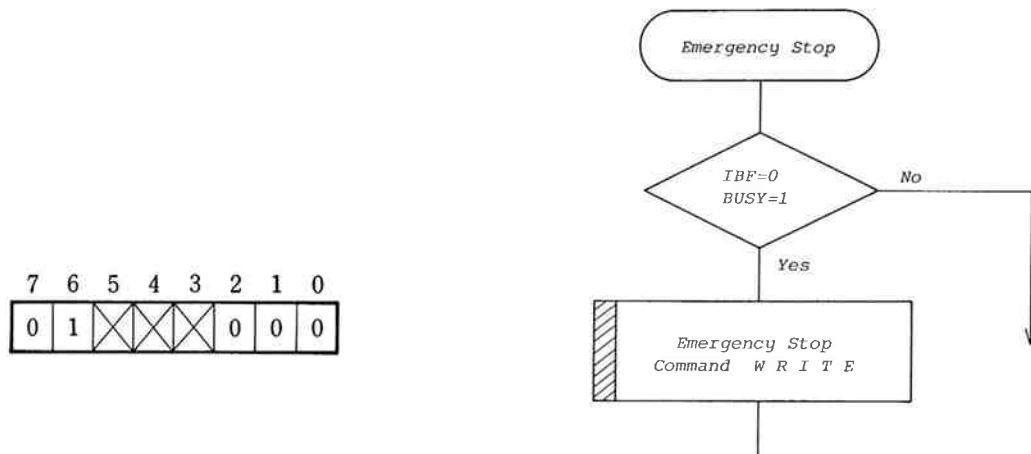 Emergency Stop
IBF=0
BUSY=1
No
Yes
7 6 5 4 3 2 1 0
0 1 0 0 0
Emergency Stop
Command W R I T E